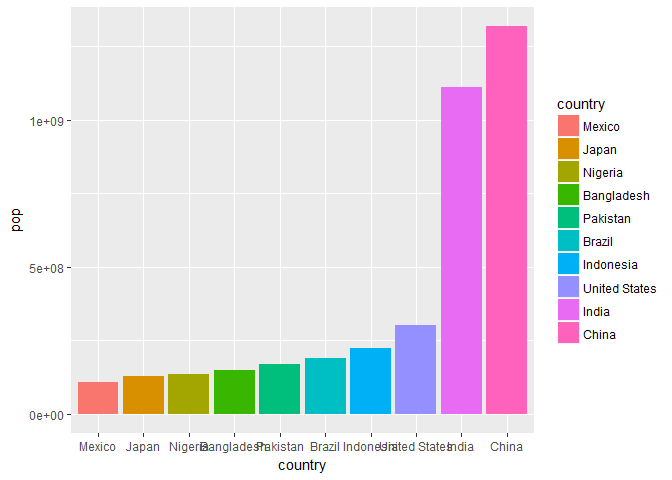 1e+09
5e+08
0e+00
pop
Mexico Japan Nigeria Bangladesh Pakistan Brazil Indonesia United States India China
country
country
Mexico
Japan
Nigeria
Bangladesh
Pakistan
Brazil
Indonesia
United States
India
China